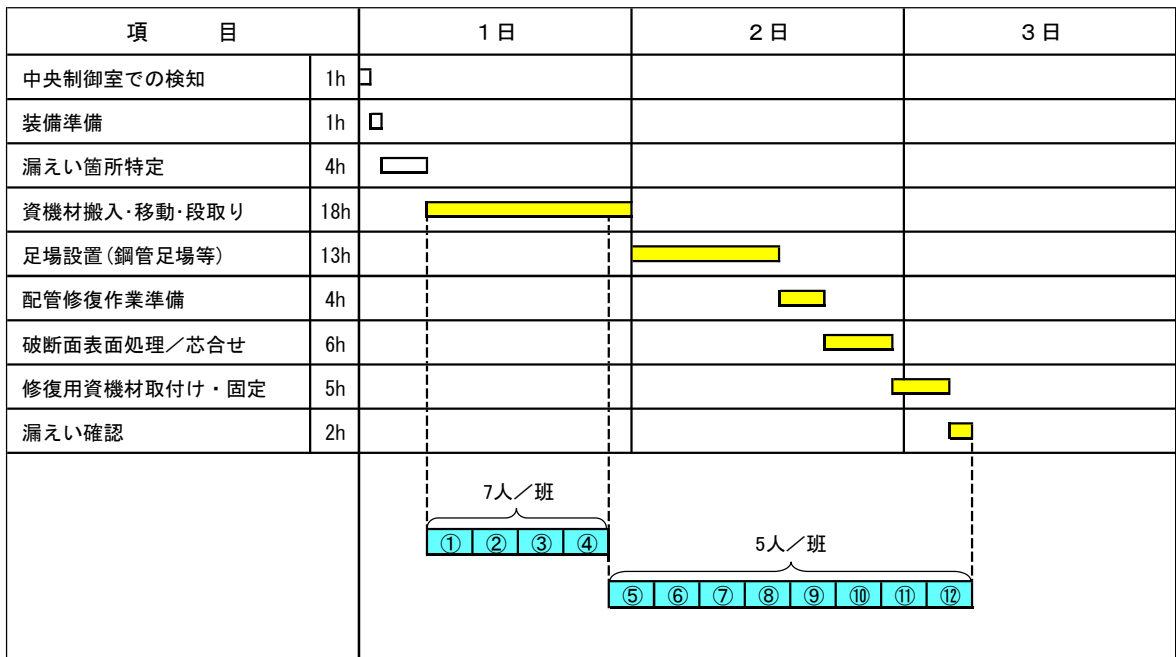 項 目 1日 2日 3日
中央制御室での検知 1h
装備準備 1h
漏えい箇所特定 4h
資機材搬入・移動・段取り 18h
足場設置(鋼管足場等) 13h
配管修復作業準備 4h
破断面表面処理/芯合せ 6h
修復用資機材取付け・固定 5h
漏えい確認 2h
7人/班
① ② ③ ④
5人/班
⑤ ⑥ ⑦ ⑧ ⑨ ⑩ ⑪ ⑫